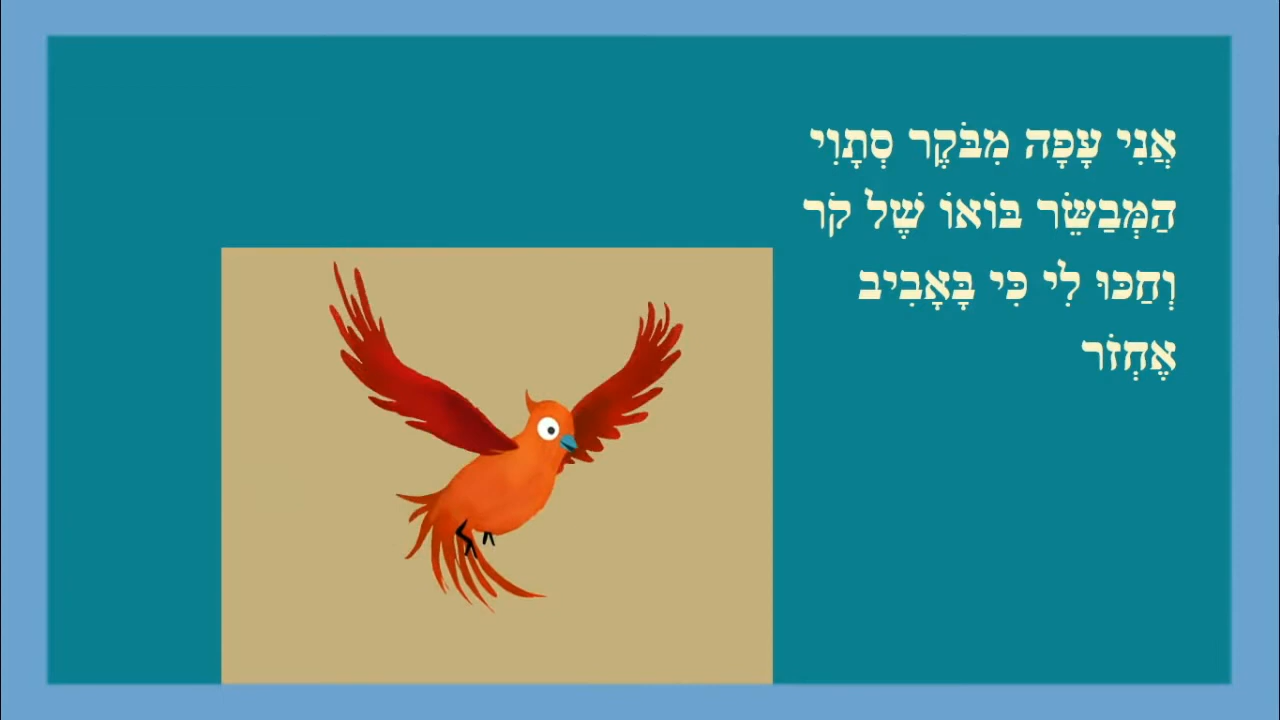 אֲנִי עָפָה מִבֹּקֶר סְתָוִי
הַמְּבַשֵּׂר בּוֹאוֹ שֶׁל קֹר
וְחַכּוּ לִי כִּי בָּאָבִיב
אֶחְזֹר